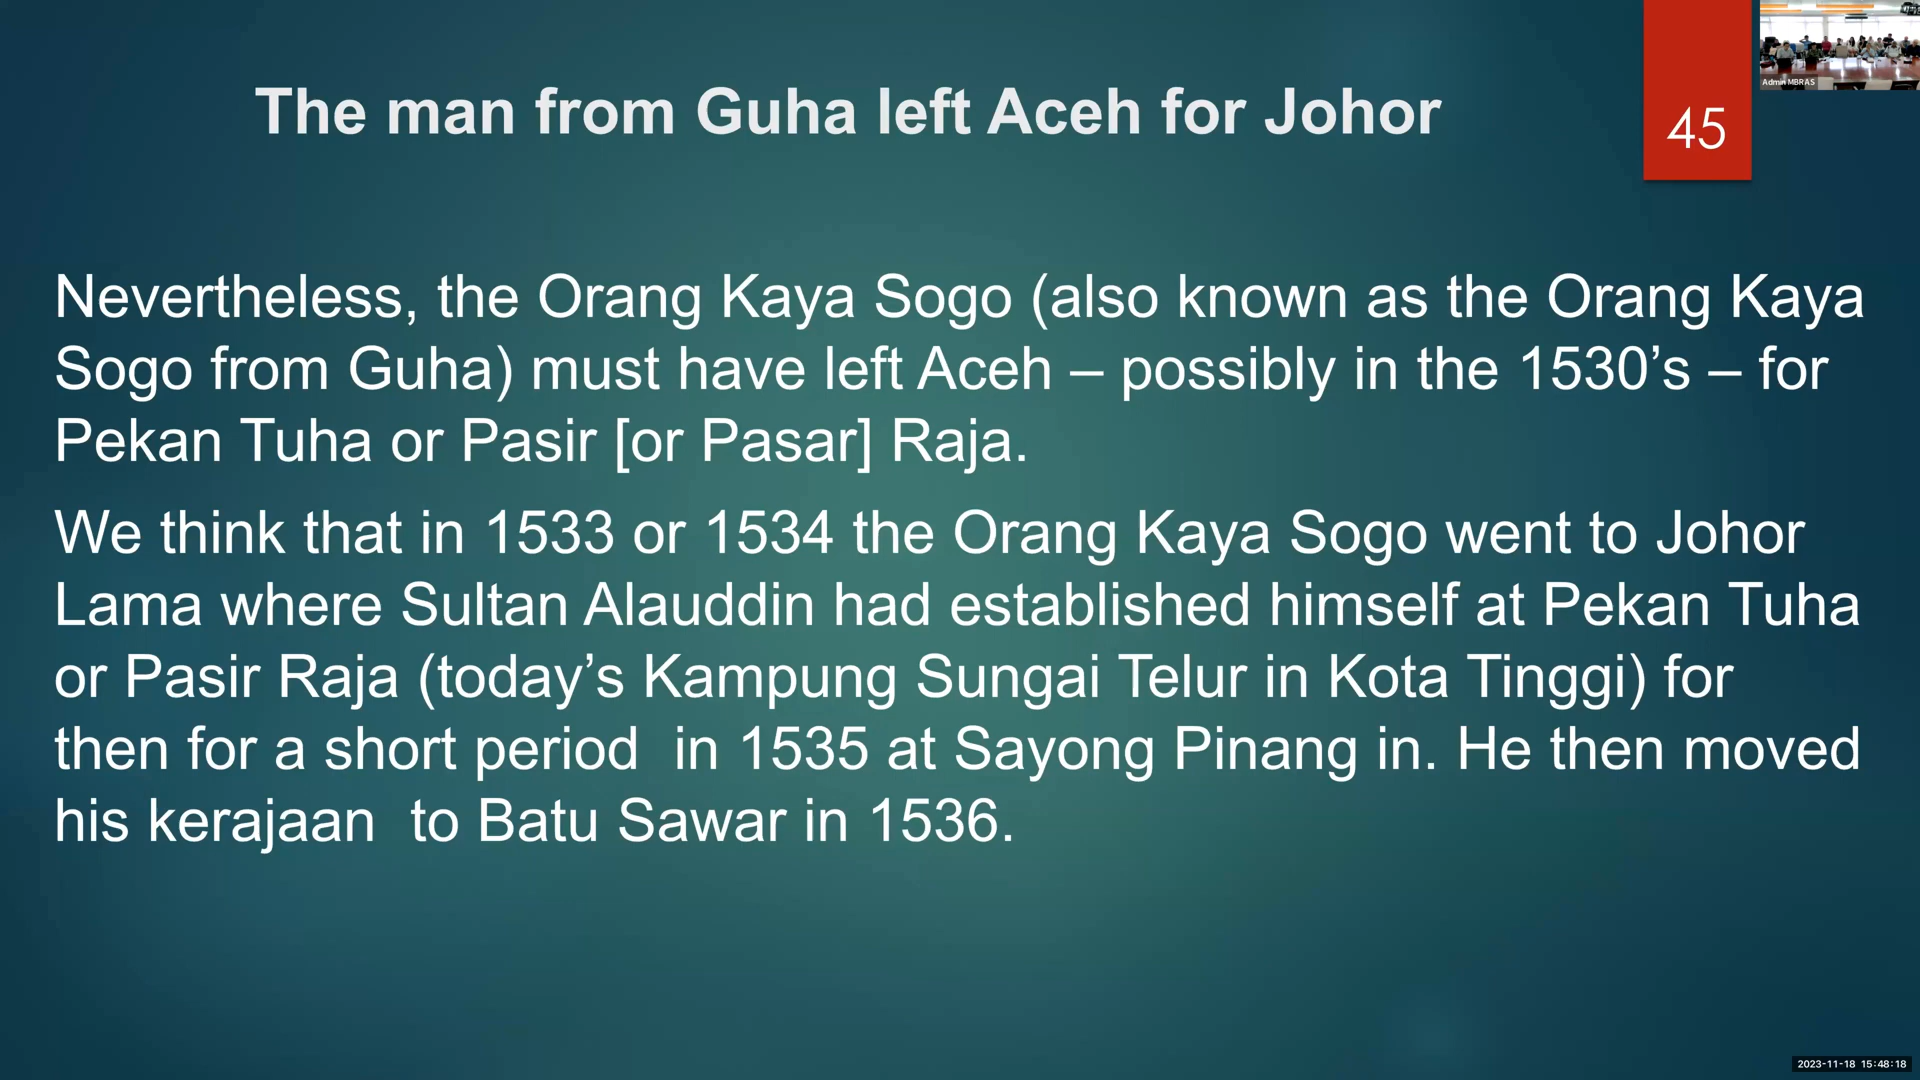 The man from Guha left Aceh for Johor
45
Admin MBRAS
Nevertheless, the Orang Kaya Sogo (also known as the Orang Kaya
Sogo from Guha) must have left Aceh – possibly in the 1530’s – for
Pekan Tuha or Pasir [or Pasar] Raja.
We think that in 1533 or 1534 the Orang Kaya Sogo went to Johor
Lama where Sultan Alauddin had established himself at Pekan Tuha
or Pasir Raja (today’s Kampung Sungai Telur in Kota Tinggi) for
then for a short period  in 1535 at Sayong Pinang in. He then moved
his kerajaan  to Batu Sawar in 1536.
2023-11-18 15:48:18